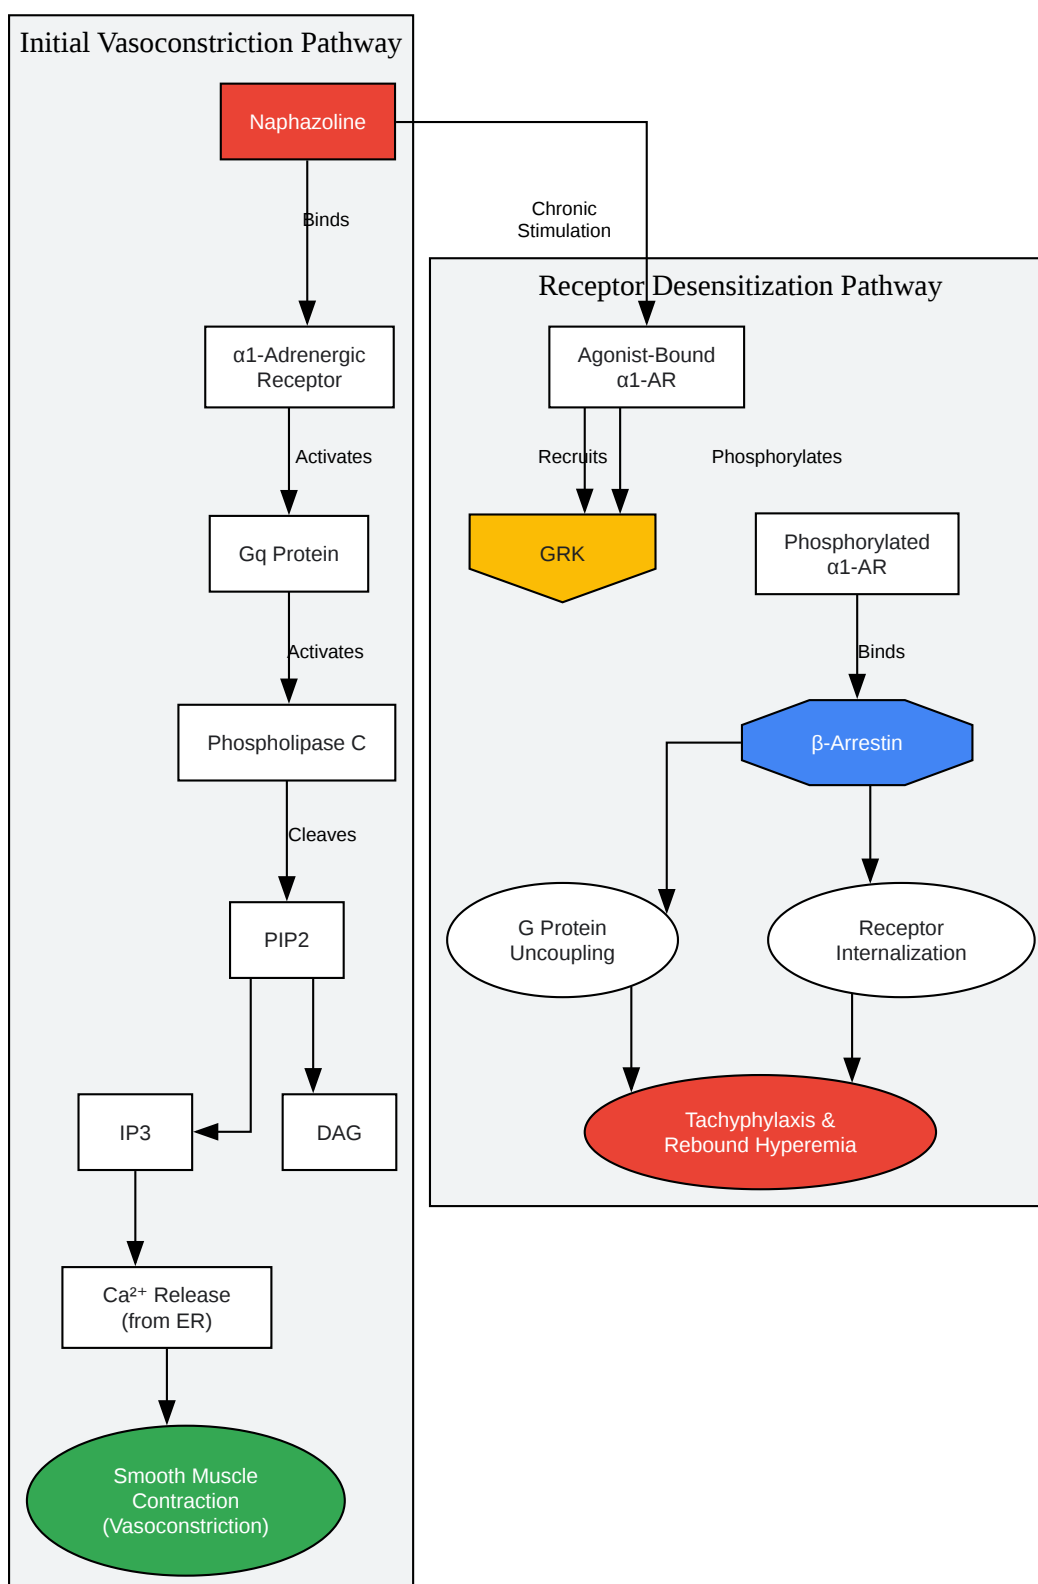 Initial Vasoconstriction Pathway
Naphazoline
Binds
α1-Adrenergic
Receptor
Activates
Gq Protein
Activates
Phospholipase C
Cleaves
PIP2
IP3
DAG
Ca²⁺ Release
(from ER)
Smooth Muscle
Contraction
(Vasoconstriction)
Chronic
Stimulation
Receptor Desensitization Pathway
Agonist-Bound
α1-AR
Recruits
Phosphorylates
GRK
Phosphorylated
α1-AR
Binds
β-Arrestin
G Protein
Uncoupling
Receptor
Internalization
Tachyphylaxis &
Rebound Hyperemia